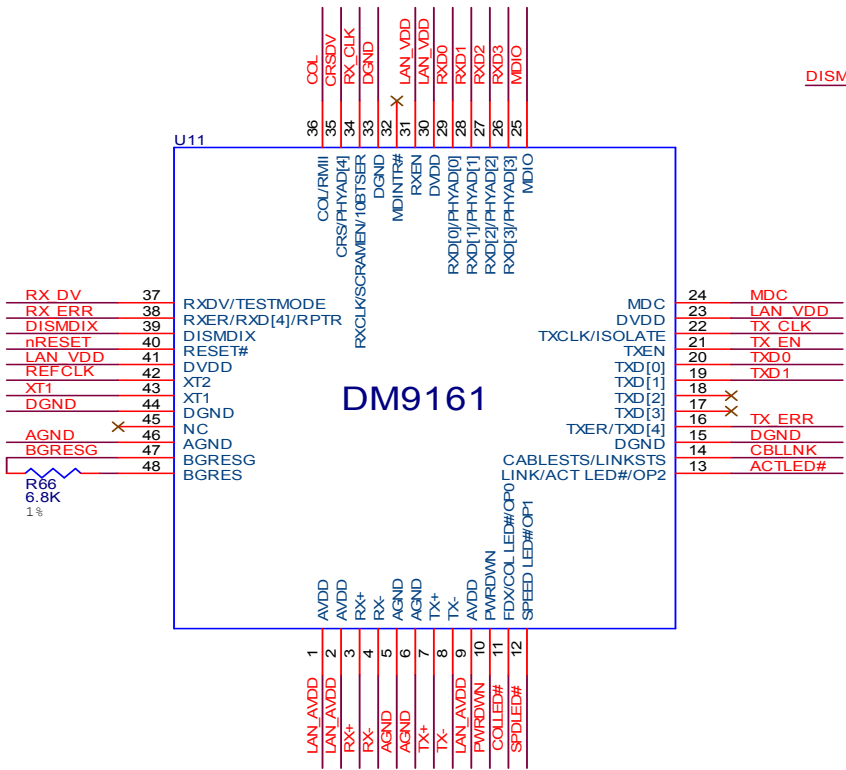 COL
CRSDV
RX_CLK
DGND
LAN_VDD
LAN_VDD
RXD0
RXD1
RXD2
RXD3
MDIO
DISM
36
35
34
33
32
31
30
29
28
27
26
25
U11
COL/RMII
CRS/PHYAD[4]
RXCLK/SCRAMEN/10BTSER
DGND
MDINTR#
RXEN
DVDD
RXD[0]/PHYAD[0]
RXD[1]/PHYAD[1]
RXD[2]/PHYAD[2]
RXD[3]/PHYAD[3]
MDIO
RX_DV 37 RXDV/TESTMODE
RX_ERR 38 RXER/RXD[4]/RPTR
DISMDIX 39 DISMDIX
nRESET 40 RESET#
LAN_VDD 41 DVDD
REFCLK 42 XT2
XT1 43 XT1
DGND 44 DGND
45 NC
AGND 46 AGND
BGRESG 47 BGRESG
48 BGRES
R66
6.8K
1%
DM9161
MDC 24 MDC
DVDD 23 LAN_VDD
TXCLK/ISOLATE 22 TX_CLK
TXEN 21 TX_EN
TXD[0] 20 TXD0
TXD[1] 19 TXD1
TXD[2] 18
TXD[3] 17
TXER/TXD[4] 16 TX_ERR
DGND 15 DGND
CABLESTS/LINKSTS 14 CBLLNK
LINK/ACT LED#/OP2 13 ACTLED#
AVDD
AVDD
RX+
RX-
AGND
AGND
TX+
TX-
AVDD
PWRDWN
FDX/COL LED#/OP0
SPEED LED#/OP1
1
2
3
4
5
6
7
8
9
10
11
12
LAN_AVDD
LAN_AVDD
RX+
RX-
AGND
AGND
TX+
TX-
LAN_AVDD
PWRDWN
COLLED#
SPDLED#